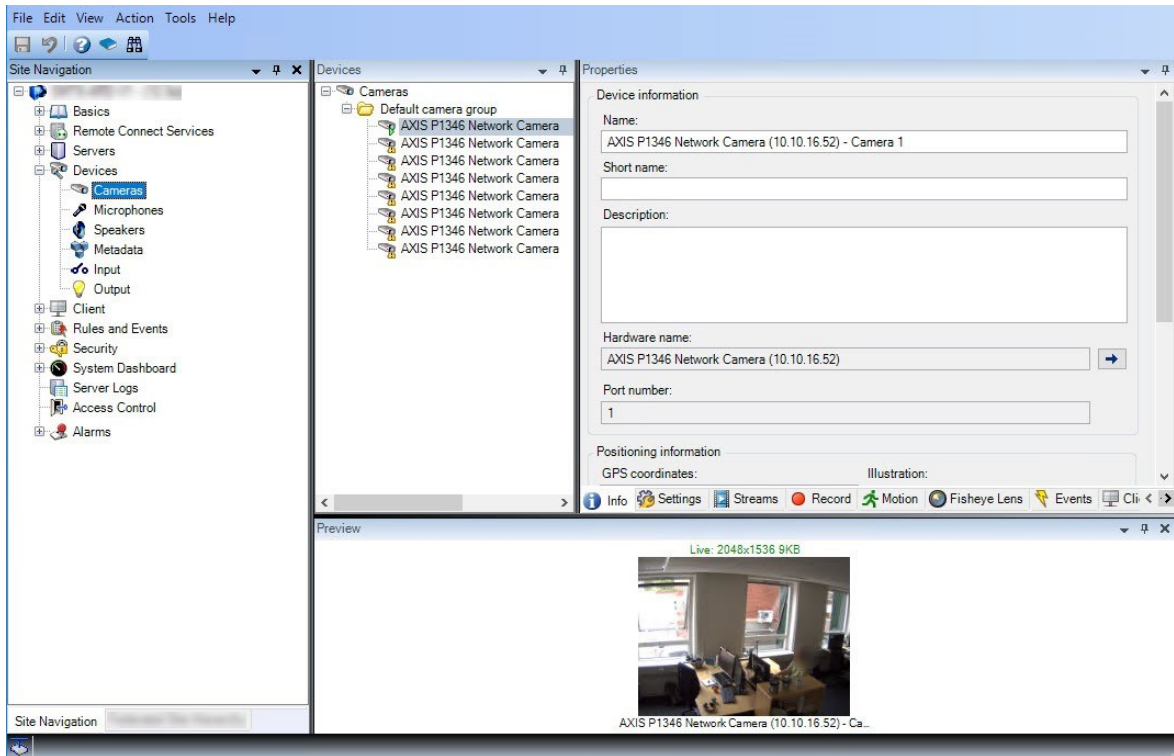 File Edit View Action Tools Help
Site Navigation
Basics
Remote Connect Services
Servers
Devices
Cameras
Microphones
Speakers
Metadata
Input
Output
Client
Rules and Events
Security
System Dashboard
Server Logs
Access Control
Alarms
Site Navigation
Devices
Cameras
Default camera group
AXIS P1346 Network Camera
AXIS P1346 Network Camera
AXIS P1346 Network Camera
AXIS P1346 Network Camera
AXIS P1346 Network Camera
AXIS P1346 Network Camera
AXIS P1346 Network Camera
AXIS P1346 Network Camera
Properties
Device information
Name:
AXIS P1346 Network Camera (10.10.16.52) - Camera 1
Short name:
Description:
Hardware name:
AXIS P1346 Network Camera (10.10.16.52)
Port number:
1
Positioning information
GPS coordinates: Illustration:
Info Settings Streams Record Motion Fisheye Lens Events Cli
Preview
Live: 2048x1536 9KB
AXIS P1346 Network Camera (10.10.16.52) - Ca...